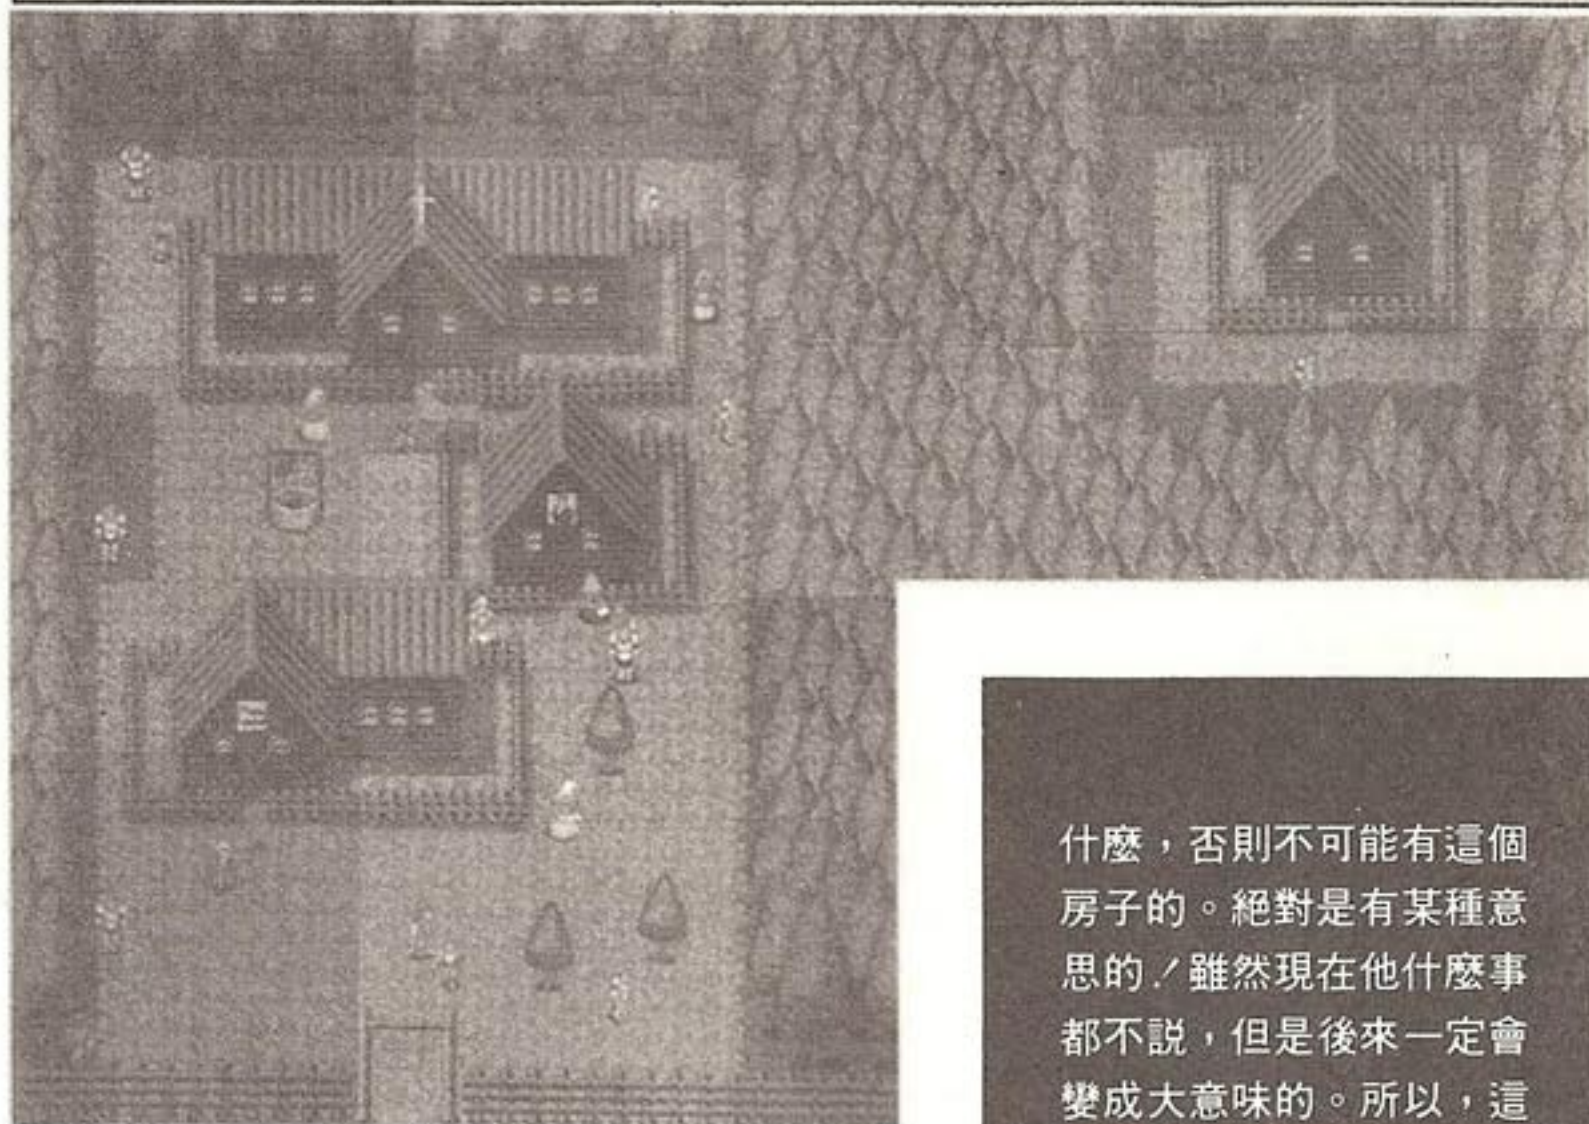 什麼，否則不可能有這個
房子的。絕對是有某種意
思的！雖然現在他什麼事
都不説，但是後來一定會
變成大意味的。所以，這